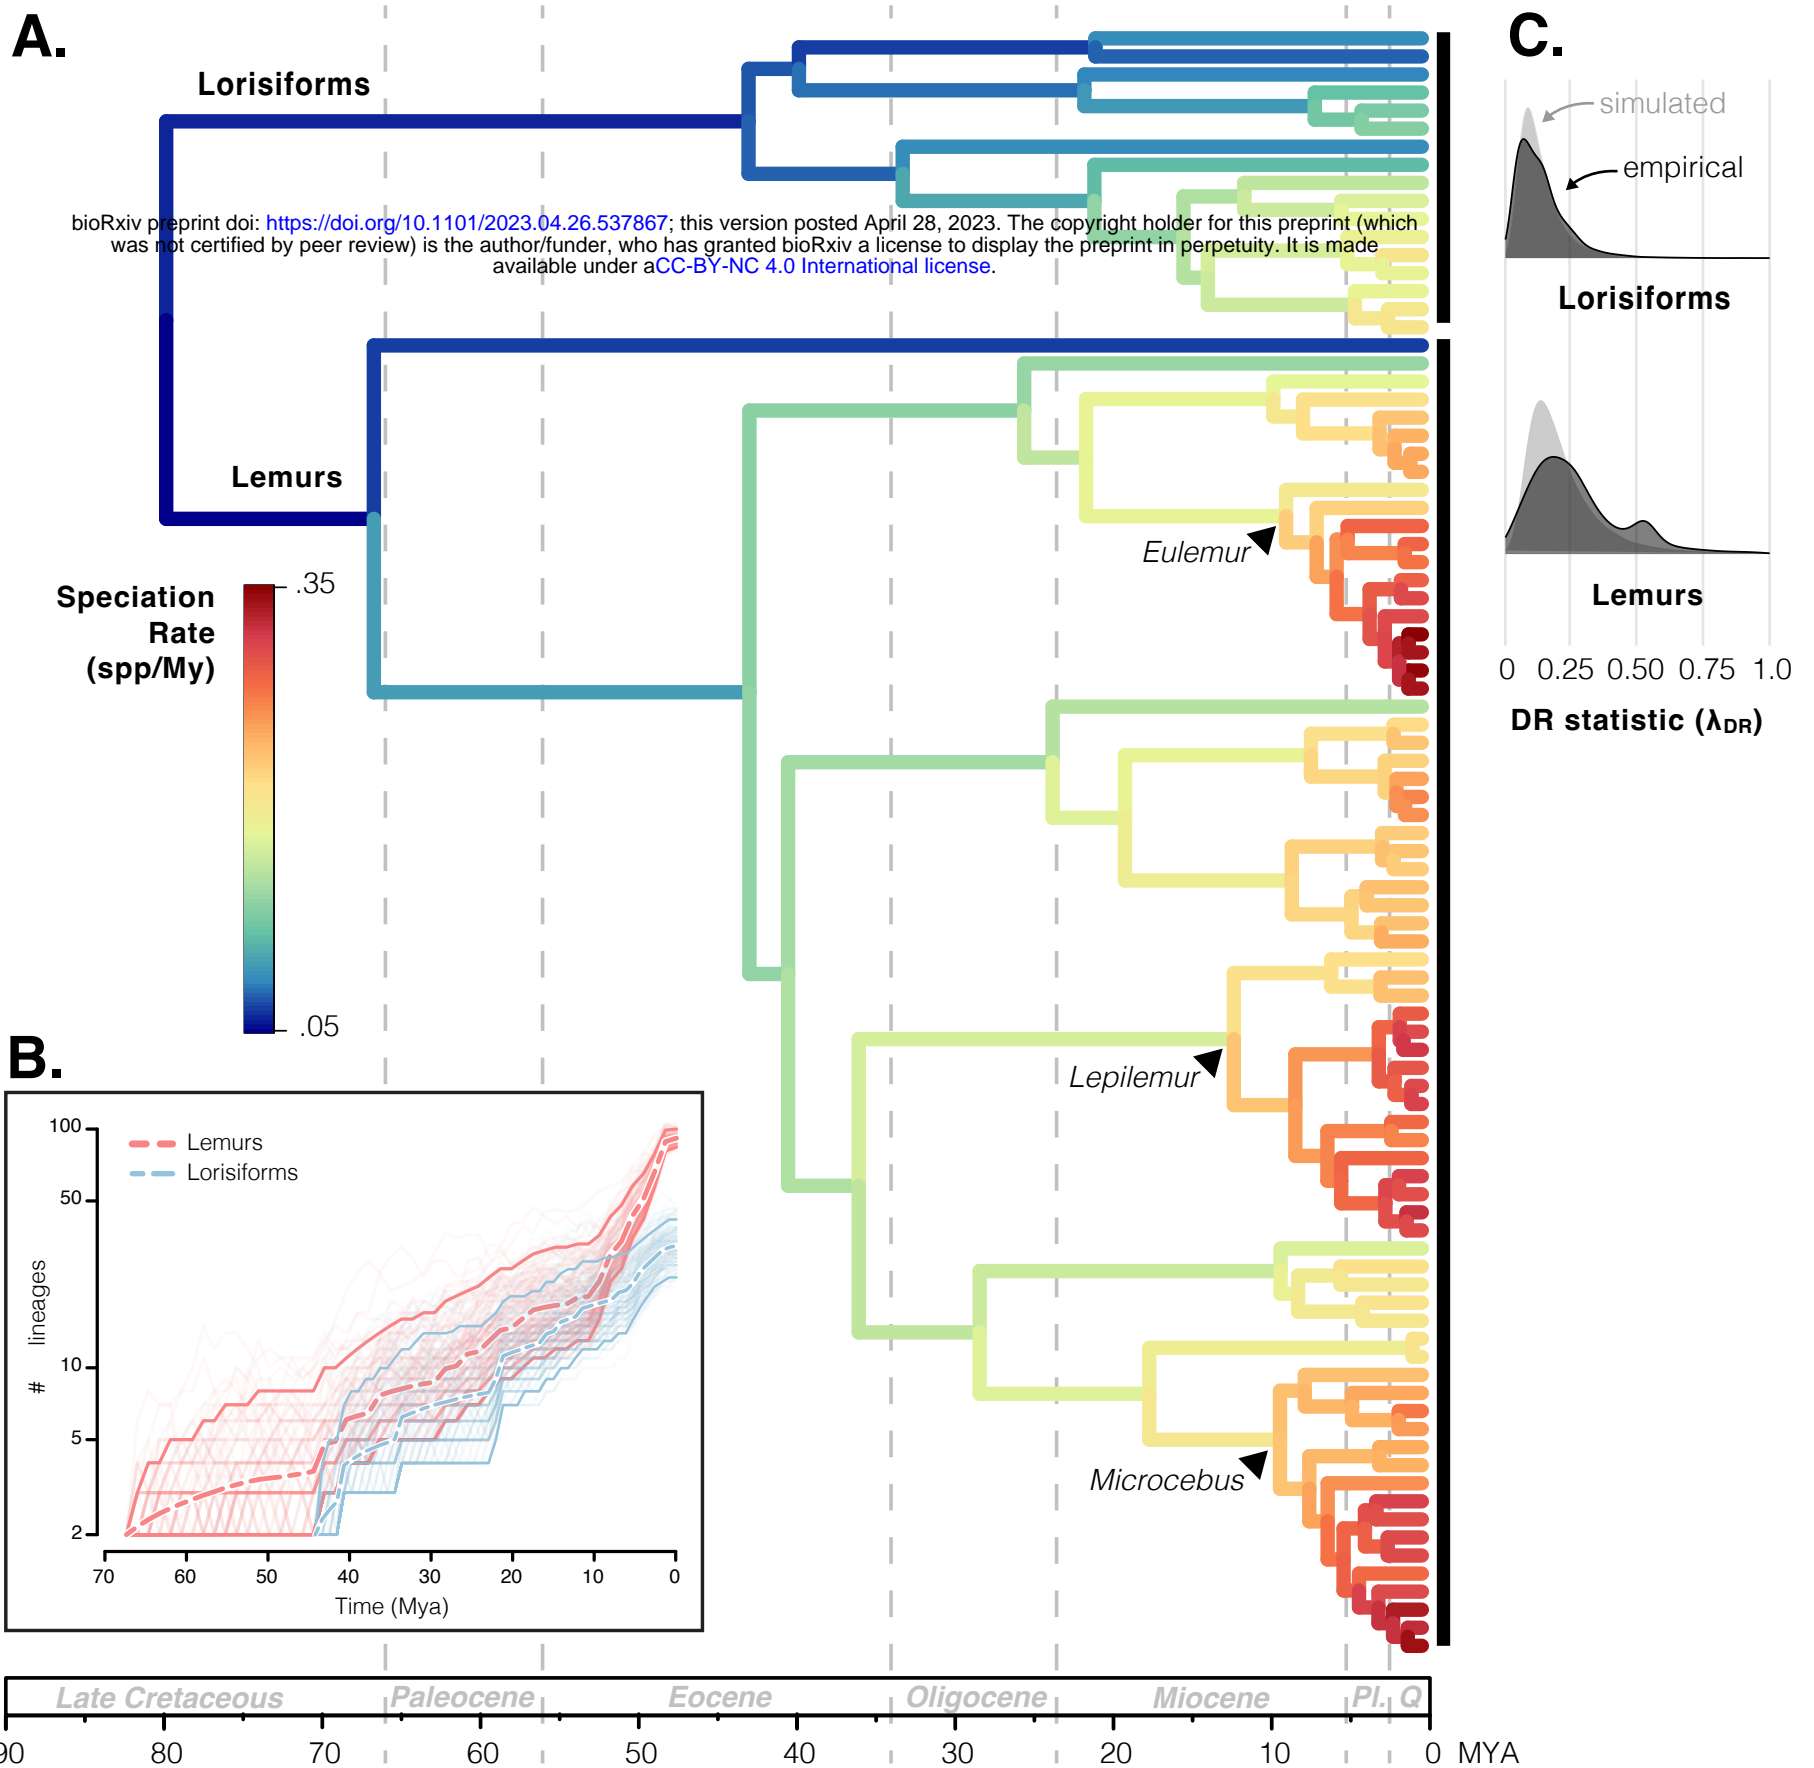 A.
C.
Lorisiforms
simulated
empirical
bioRxiv preprint doi: https://doi.org/10.1101/2023.04.26.537867; this version posted April 28, 2023. The copyright holder for this preprint (which
was not certified by peer review) is the author/funder, who has granted bioRxiv a license to display the preprint in perpetuity. It is made
available under aCC-BY-NC 4.0 International license.
Lorisiforms
Lemurs
Eulemur
Speciation
Rate
(spp/My)
.35
.05
Lemurs
0 0.25 0.50 0.75 1.0
DR statistic (λDR)
B.
Lepilemur
Microcebus
100
50
10
5
2
# lineages
Lemurs
Lorisiforms
70 60 50 40 30 20 10 0
Time (Mya)
Late Cretaceous Paleocene Eocene Oligocene Miocene Pl. Q
90 80 70 60 50 40 30 20 10 0 MYA